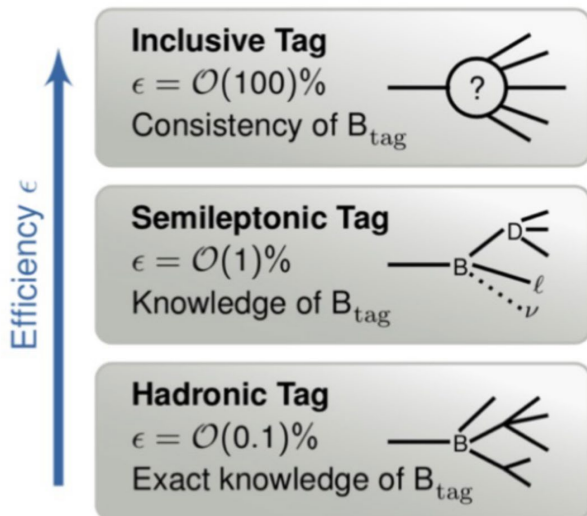 Efficiency ϵ
Inclusive Tag
ϵ = O(100)%
Consistency of B_tag
?
Semileptonic Tag
ϵ = O(1)%
Knowledge of B_tag
B
D
ℓ
ν
Hadronic Tag
ϵ = O(0.1)%
Exact knowledge of B_tag
B